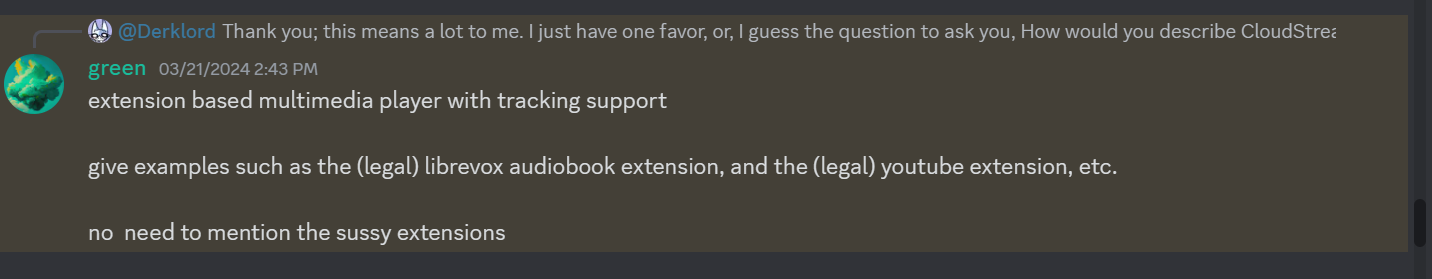 @Derklord Thank you; this means a lot to me. I just have one favor, or, I guess the question to ask you, How would you describe
green 03/21/2024 2:43 PM
extension based multimedia player with tracking support
give examples such as the (legal) librevox audiobook extension, and the (legal) youtube extension, etc.
no need to mention the sussy extensions